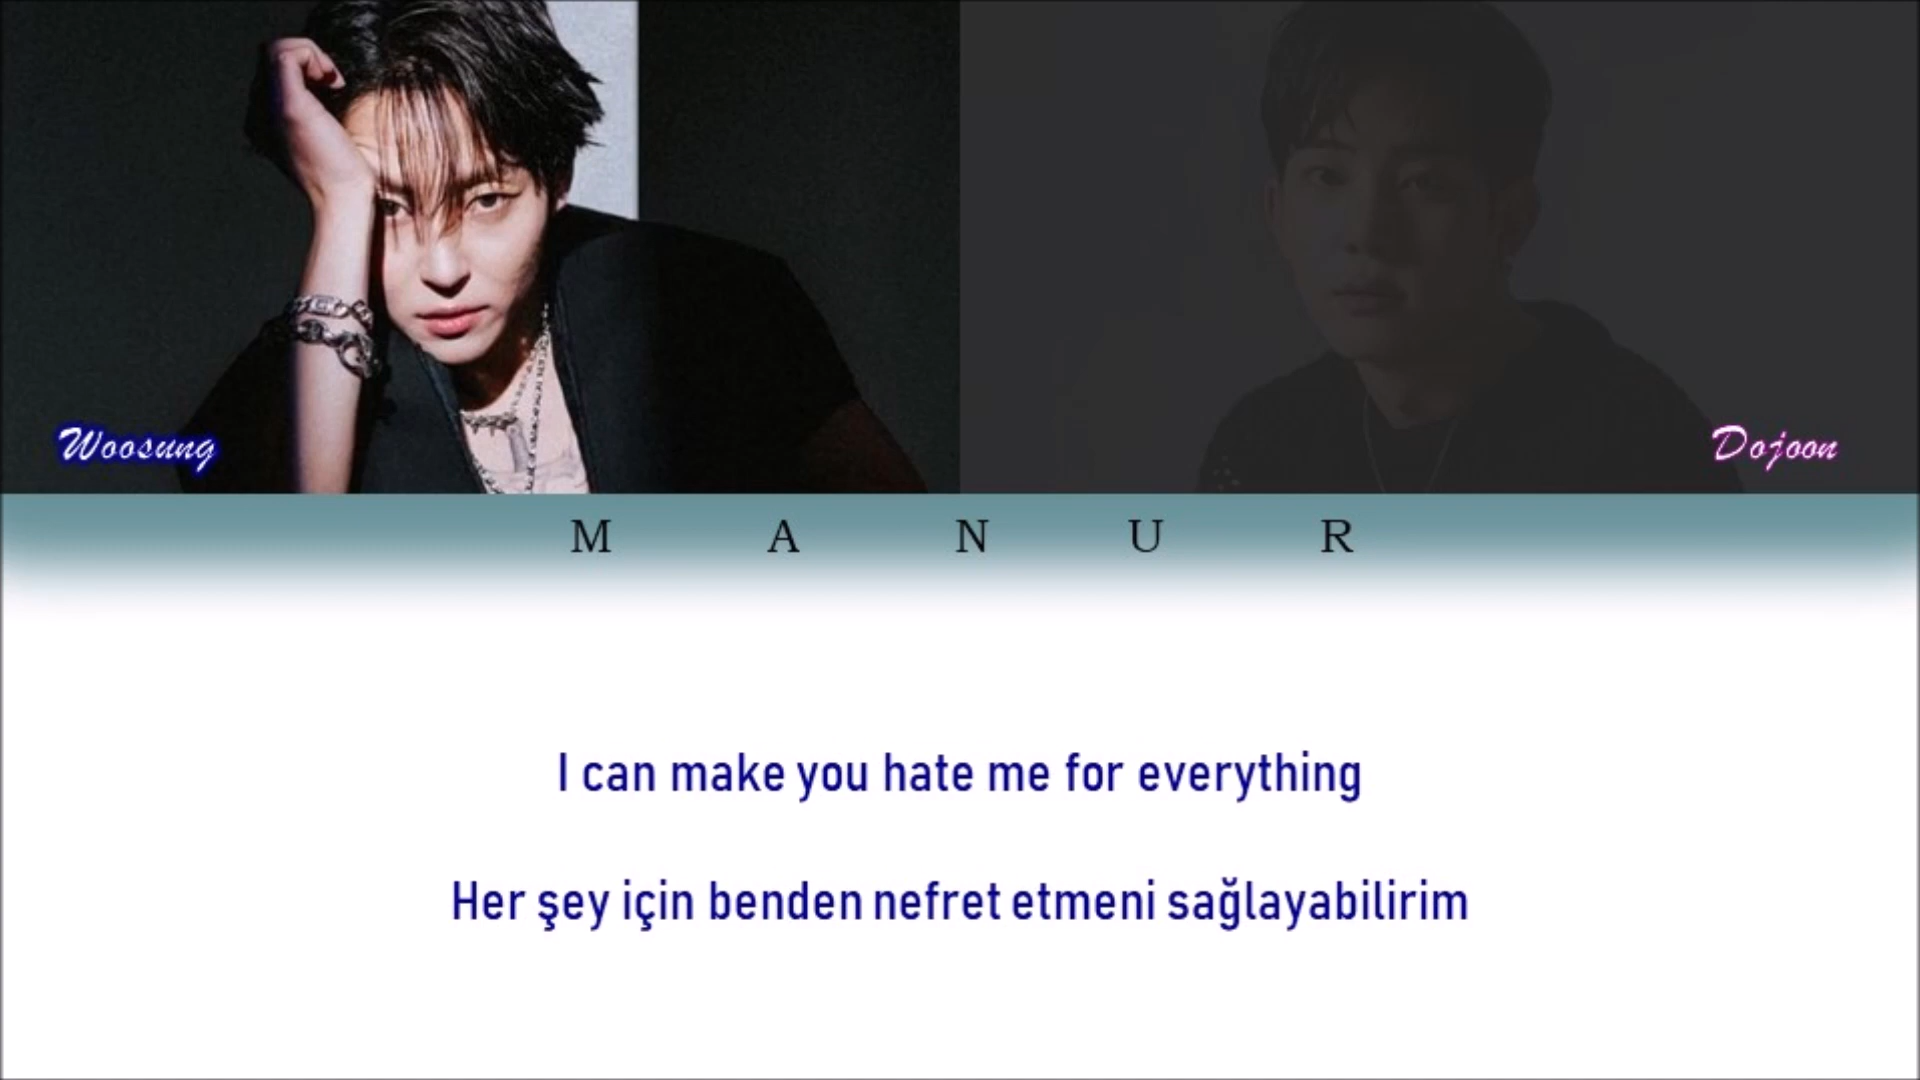 Woosung
Dojoon
M A N U R
I can make you hate me for everything
Her şey için benden nefret etmeni sağlayabilirim